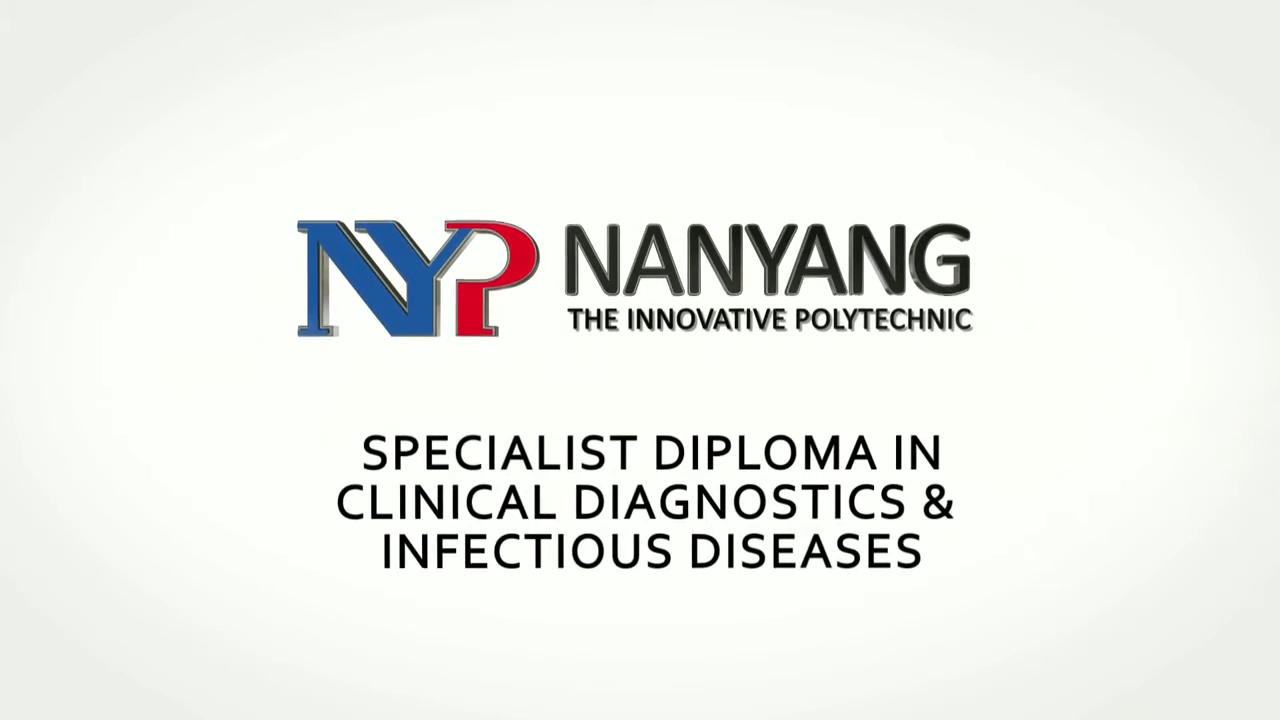 NYP NANYANG
THE INNOVATIVE POLYTECHNIC
SPECIALIST DIPLOMA IN
CLINICAL DIAGNOSTICS &
INFECTIOUS DISEASES